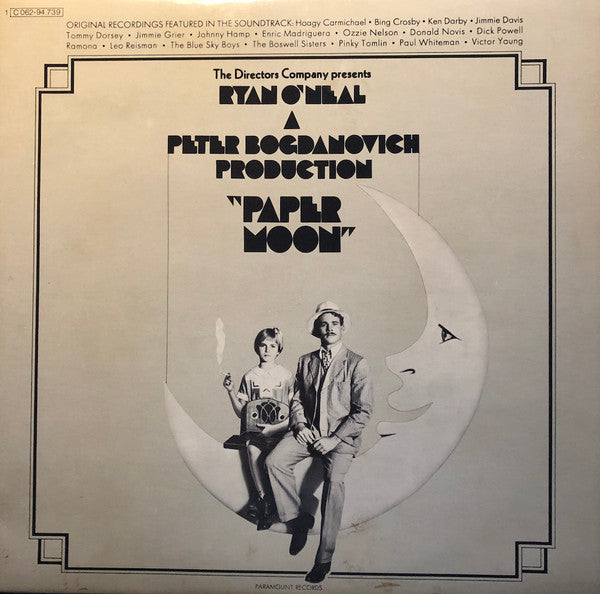 1 C 062-94 739
ORIGINAL RECORDINGS FEATURED IN THE SOUNDTRACK: Hoagy Carmichael • Bing Crosby • Ken Darby • Jimmie Davis
Tommy Dorsey • Jimmie Grier • Johnny Hamp • Enric Madriguera • Ozzie Nelson • Donald Novis • Dick Powell
Ramona • Leo Reisman • The Blue Sky Boys • The Boswell Sisters • Pinky Tomlin • Paul Whiteman • Victor Young
The Directors Company presents
RYAN O'NEAL
A
PETER BOGDANOVICH
PRODUCTION
"PAPER
MOON"
PARAMOUNT RECORDS